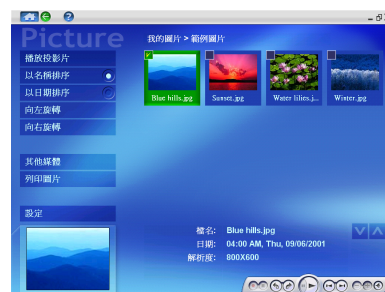 Picture
我的圖片 > 範例圖片
播放投影片
以名稱排序
以日期排序
向左旋轉
向右旋轉
其他媒體
列印圖片
設定
Blue hills.jpg
Sunset.jpg
Water lilies.j...
Winter.jpg
檔名: Blue hills.jpg
日期: 04:00 AM, Thu, 09/06/2001
解析度: 800X600